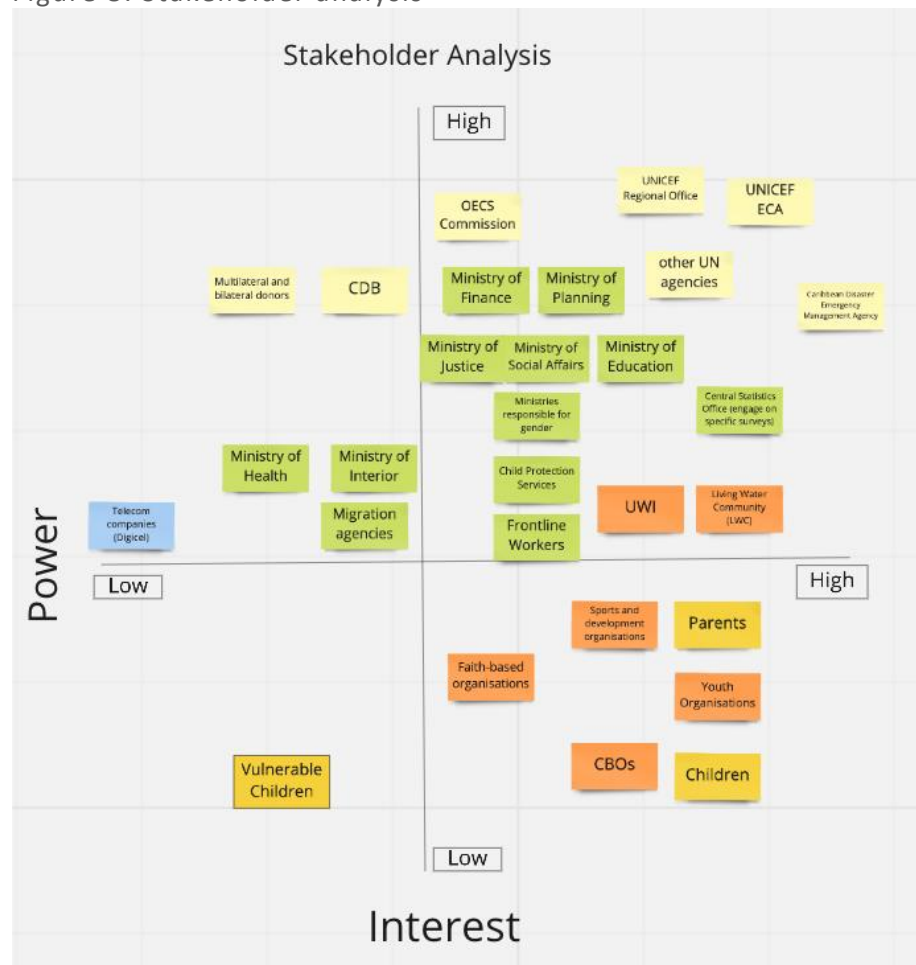 Stakeholder Analysis
High
UNICEF
Regional Office
UNICEF
ECA
OECS
Commission
other UN
agencies
Multilateral and
bilateral donors
CDB
Ministry of
Finance
Ministry of
Planning
Caribbean Disaster
Emergency
Management Agency
Ministry of
Justice
Ministry of
Social Affairs
Ministry of
Education
Ministries
responsible for
gender
Central Statistics
Office (engage on
specific surveys)
Ministry of
Health
Ministry of
Interior
Child Protection
Services
UWI
Living Water
Community
(LWC)
Telecom
companies
(Digicel)
Migration
agencies
Frontline
Workers
Power
Low
High
Sports and
development
organisations
Parents
Faith-based
organisations
Youth
Organisations
Vulnerable
Children
CBOs
Children
Low
Interest